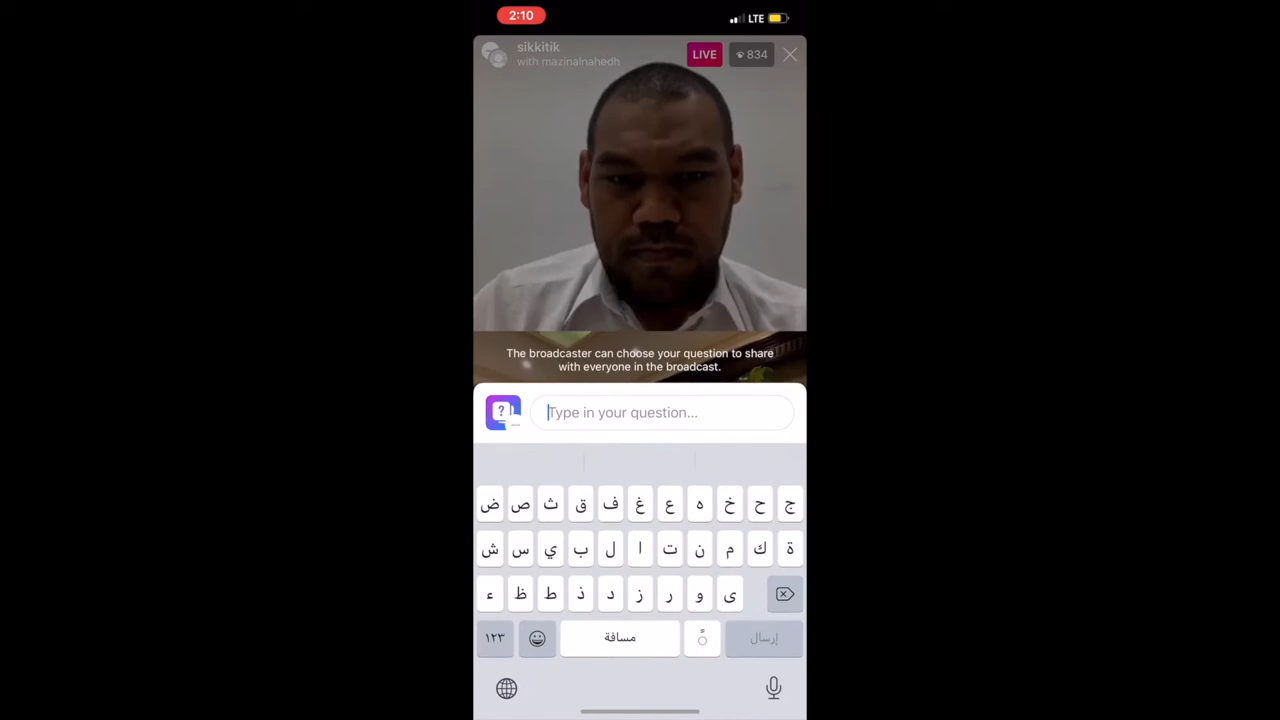 2:10
LTE
sikkitik
with mazinalnahedh
LIVE
834
The broadcaster can choose your question to share
with everyone in the broadcast.
?
Type in your question...
ض ص ث ق ف غ ع ه خ ح ج
ش س ي ب ل ا ت ن م ك ة
ء ظ ط ذ د ز ر و ى
١٢٣
مسافة
إرسال